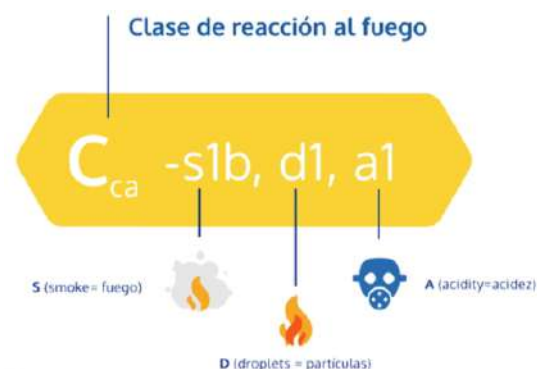 Clase de reacción al fuego
Cca -s1b, d1, a1
S (smoke= fuego)
A (acidity=acidez)
D (droplets = partículas)